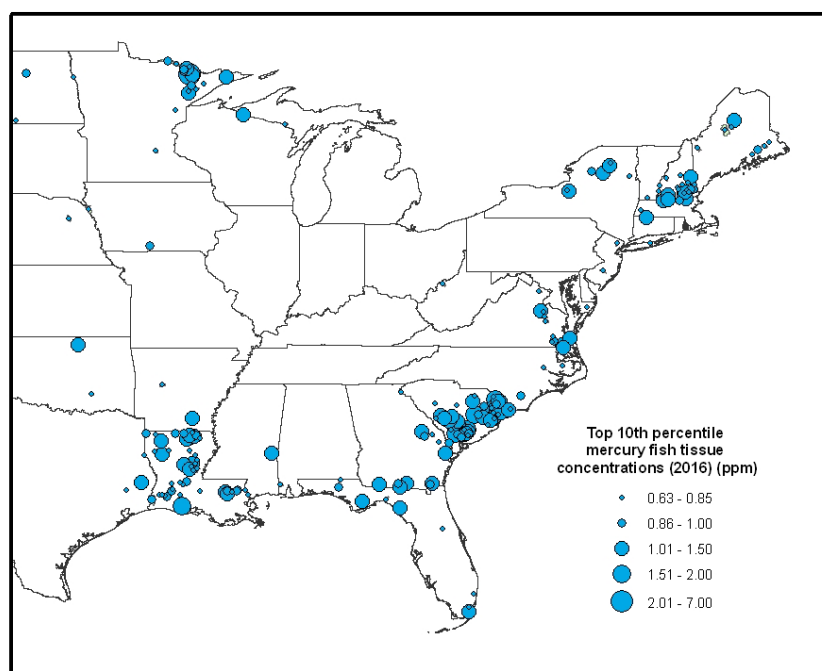 Top 10th percentile
mercury fish tissue
concentrations (2016) (ppm)
0.63 - 0.85
0.86 - 1.00
1.01 - 1.50
1.51 - 2.00
2.01 - 7.00